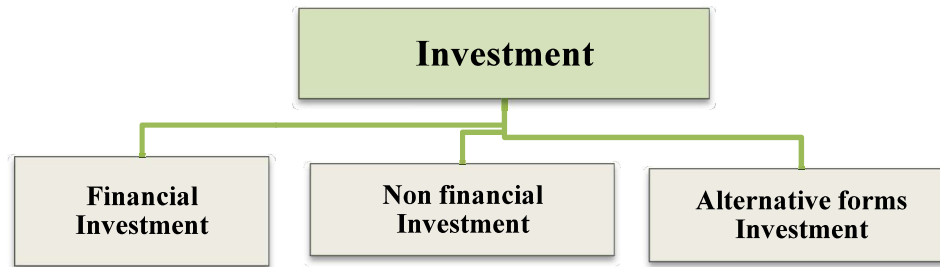 Investment
Financial
Investment
Non financial
Investment
Alternative forms
Investment